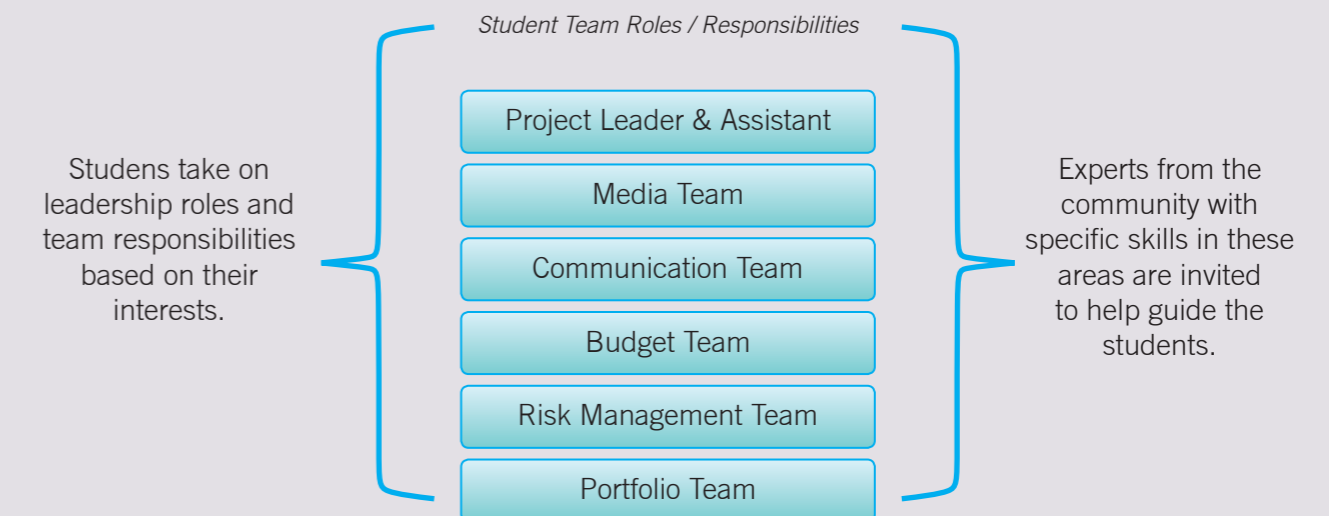 Student Team Roles / Responsibilities
Studens take on
leadership roles and
team responsibilities
based on their
interests.
Project Leader & Assistant
Media Team
Communication Team
Budget Team
Risk Management Team
Portfolio Team
Experts from the
community with
specific skills in these
areas are invited
to help guide the
students.